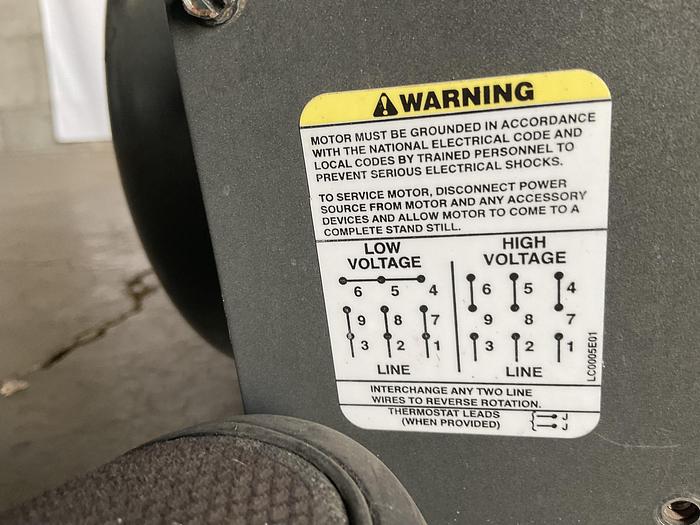 WARNING
MOTOR MUST BE GROUNDED IN ACCORDANCE
WITH THE NATIONAL ELECTRICAL CODE AND
LOCAL CODES BY TRAINED PERSONNEL TO
PREVENT SERIOUS ELECTRICAL SHOCKS.
TO SERVICE MOTOR, DISCONNECT POWER
SOURCE FROM MOTOR AND ANY ACCESSORY
DEVICES AND ALLOW MOTOR TO COME TO A
COMPLETE STAND STILL.
LOW
VOLTAGE
6 5 4
9 8 7
3 2 1
LINE
HIGH
VOLTAGE
6 5 4
9 8 7
3 2 1
LINE
LC0005E01
INTERCHANGE ANY TWO LINE
WIRES TO REVERSE ROTATION.
THERMOSTAT LEADS J
(WHEN PROVIDED) J